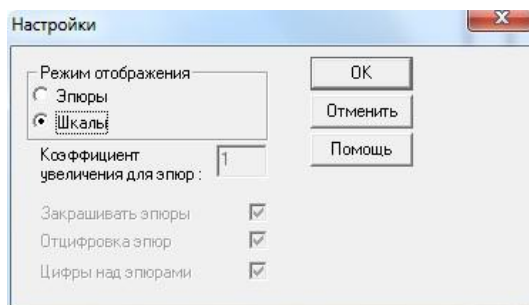 Настройки
Режим отображения
Эпюры
Шкалы
OK
Отменить
Помощь
Коэффициент
увеличения для эпюр :
1
Закрашивать эпюры
Отцифровка эпюр
Цифры над эпюрами